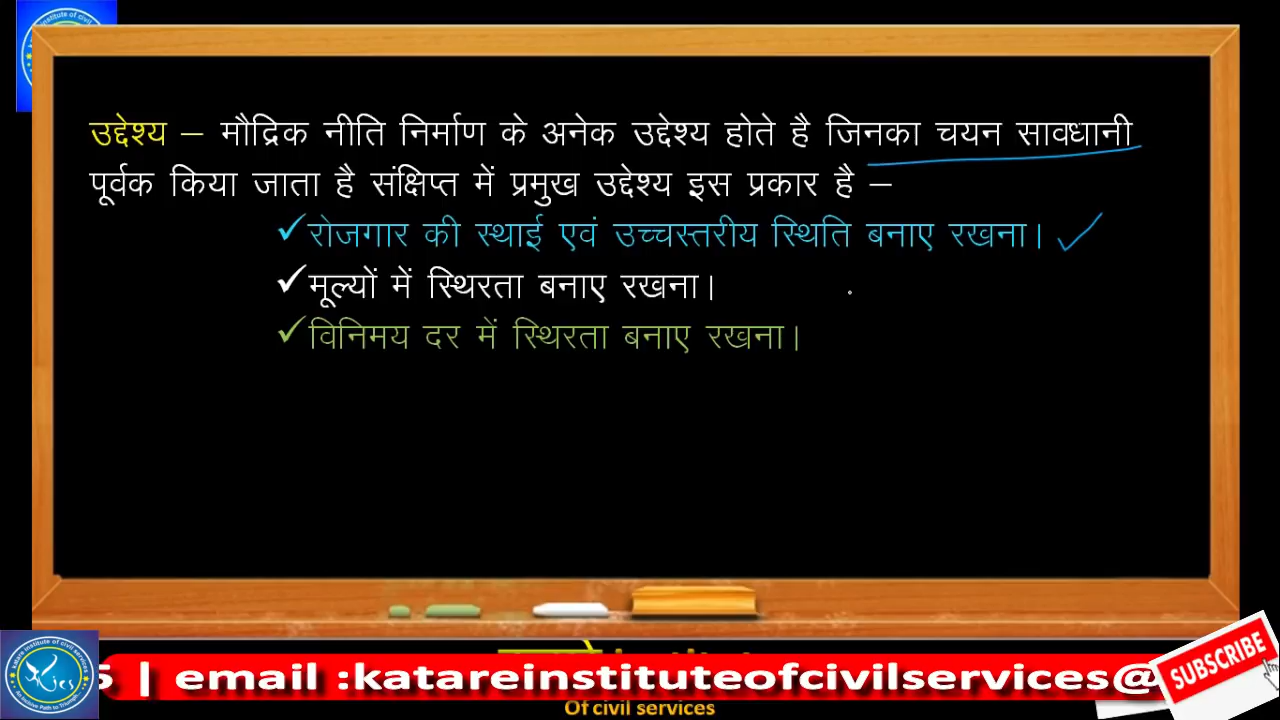 उद्देश्य – मौद्रिक नीति निर्माण के अनेक उद्देश्य होते है जिनका चयन सावधानी
पूर्वक किया जाता है संक्षिप्त में प्रमुख उद्देश्य इस प्रकार है –
✓रोजगार की स्थाई एवं उच्चस्तरीय स्थिति बनाए रखना।
✓मूल्यों में स्थिरता बनाए रखना।
✓विनिमय दर में स्थिरता बनाए रखना।
5 | email :katareinstituteofcivilservices@
SUBSCRIBE
Of civil services